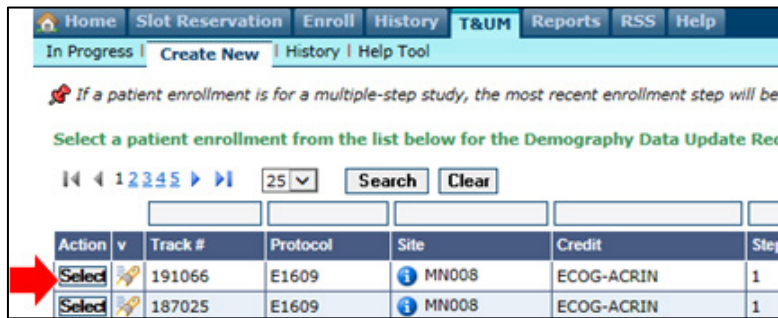 Home Slot Reservation Enroll History T&UM Reports RSS Help
In Progress | Create New | History | Help Tool
If a patient enrollment is for a multiple-step study, the most recent enrollment step will be
Select a patient enrollment from the list below for the Demography Data Update
1 2 3 4 5 25 Search Clear
Action v Track # Protocol Site Credit
Select 191066 E1609 MN008 ECOG-ACRIN 1
Select 187025 E1609 MN008 ECOG-ACRIN 1